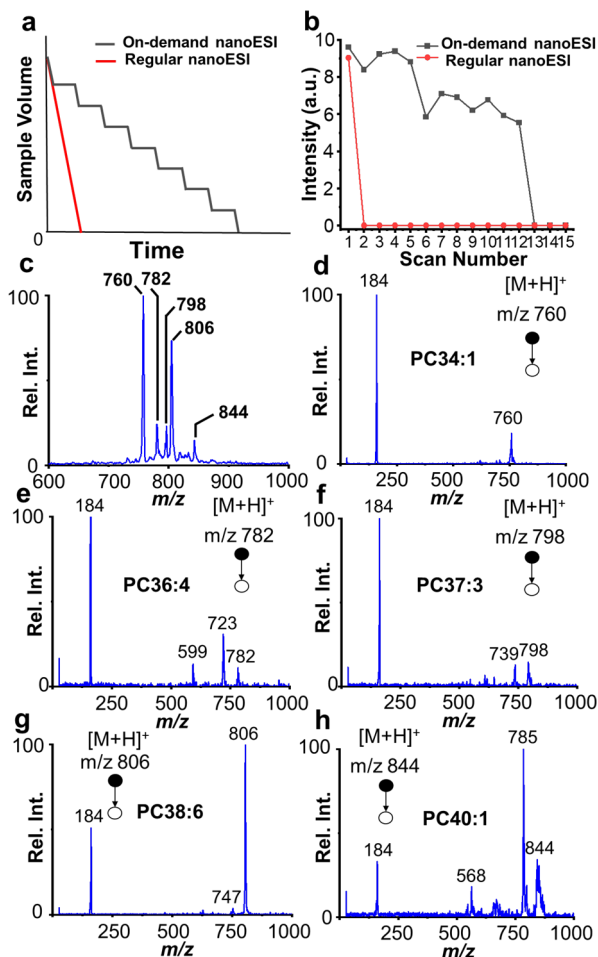 a
On-demand nanoESI
Regular nanoESI
Sample Volume
0
Time
b
On-demand nanoESI
Regular nanoESI
Intensity (a.u.)
10
8
6
4
2
0
1 2 3 4 5 6 7 8 9 10 11 12 13 14 15
Scan Number
c
760
782
798
806
844
100
Rel. Int.
0
600 700 800 900 1000
m/z
d
184
[M+H]+
m/z 760
PC34:1
760
100
Rel. Int.
0
250 500 750 1000
m/z
e
184
[M+H]+
m/z 782
PC36:4
723
599
782
100
Rel. Int.
0
250 500 750 1000
m/z
f
184
[M+H]+
m/z 798
PC37:3
739
798
100
Rel. Int.
0
250 500 750 1000
m/z
g
[M+H]+
m/z 806
806
PC38:6
184
747
100
Rel. Int.
0
250 500 750 1000
m/z
h
[M+H]+
m/z 844
785
PC40:1
184
568
844
100
Rel. Int.
0
250 500 750 1000
m/z